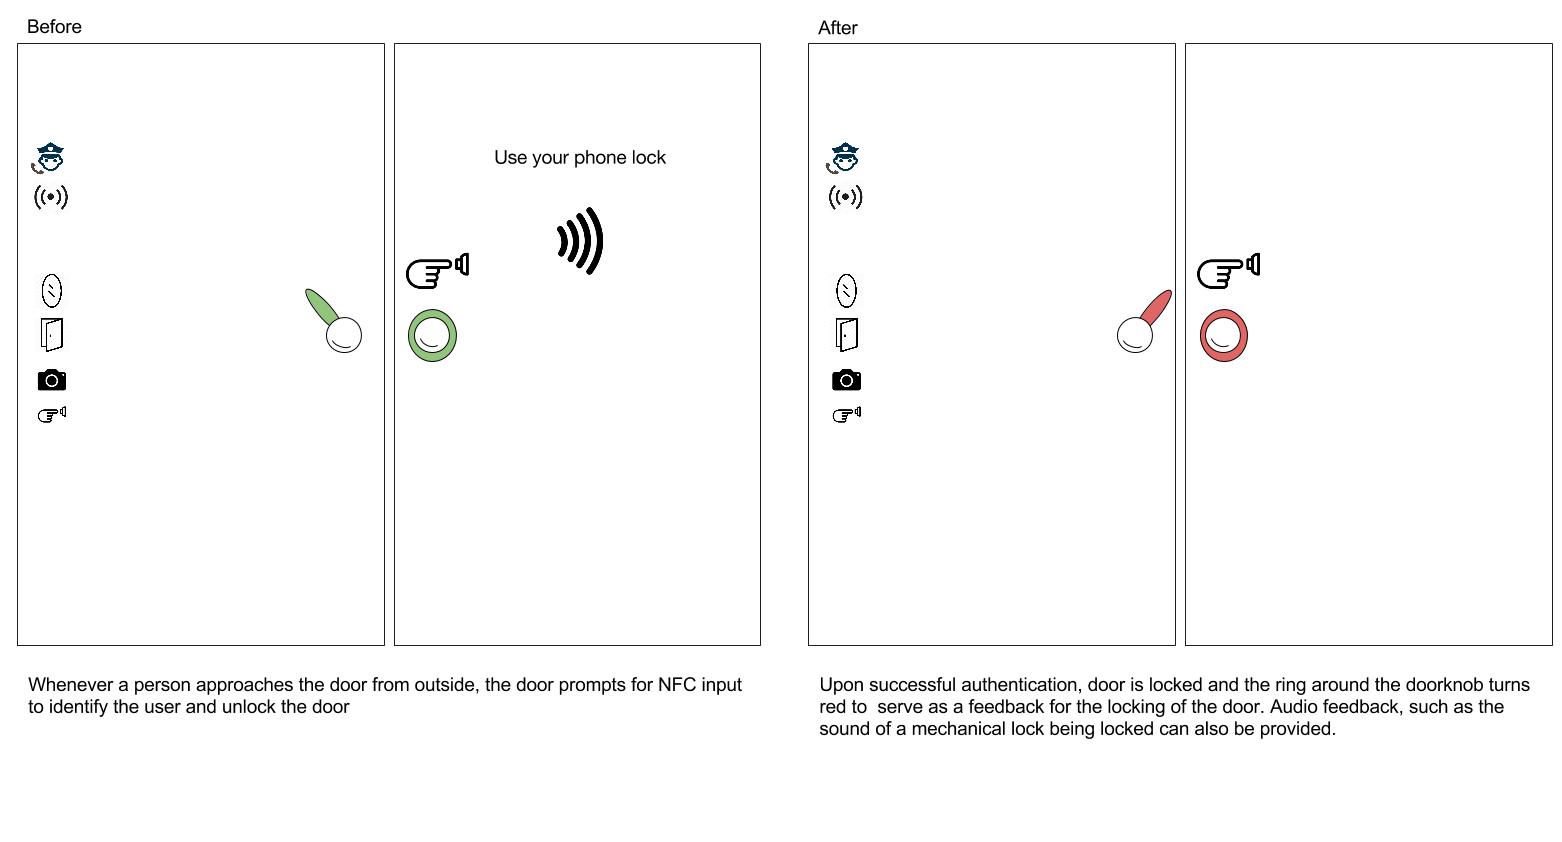 Before
After
Use your phone lock
Whenever a person approaches the door from outside, the door prompts for NFC input
to identify the user and unlock the door
Upon successful authentication, door is locked and the ring around the doorknob turns
red to  serve as a feedback for the locking of the door. Audio feedback, such as the
sound of a mechanical lock being locked can also be provided.